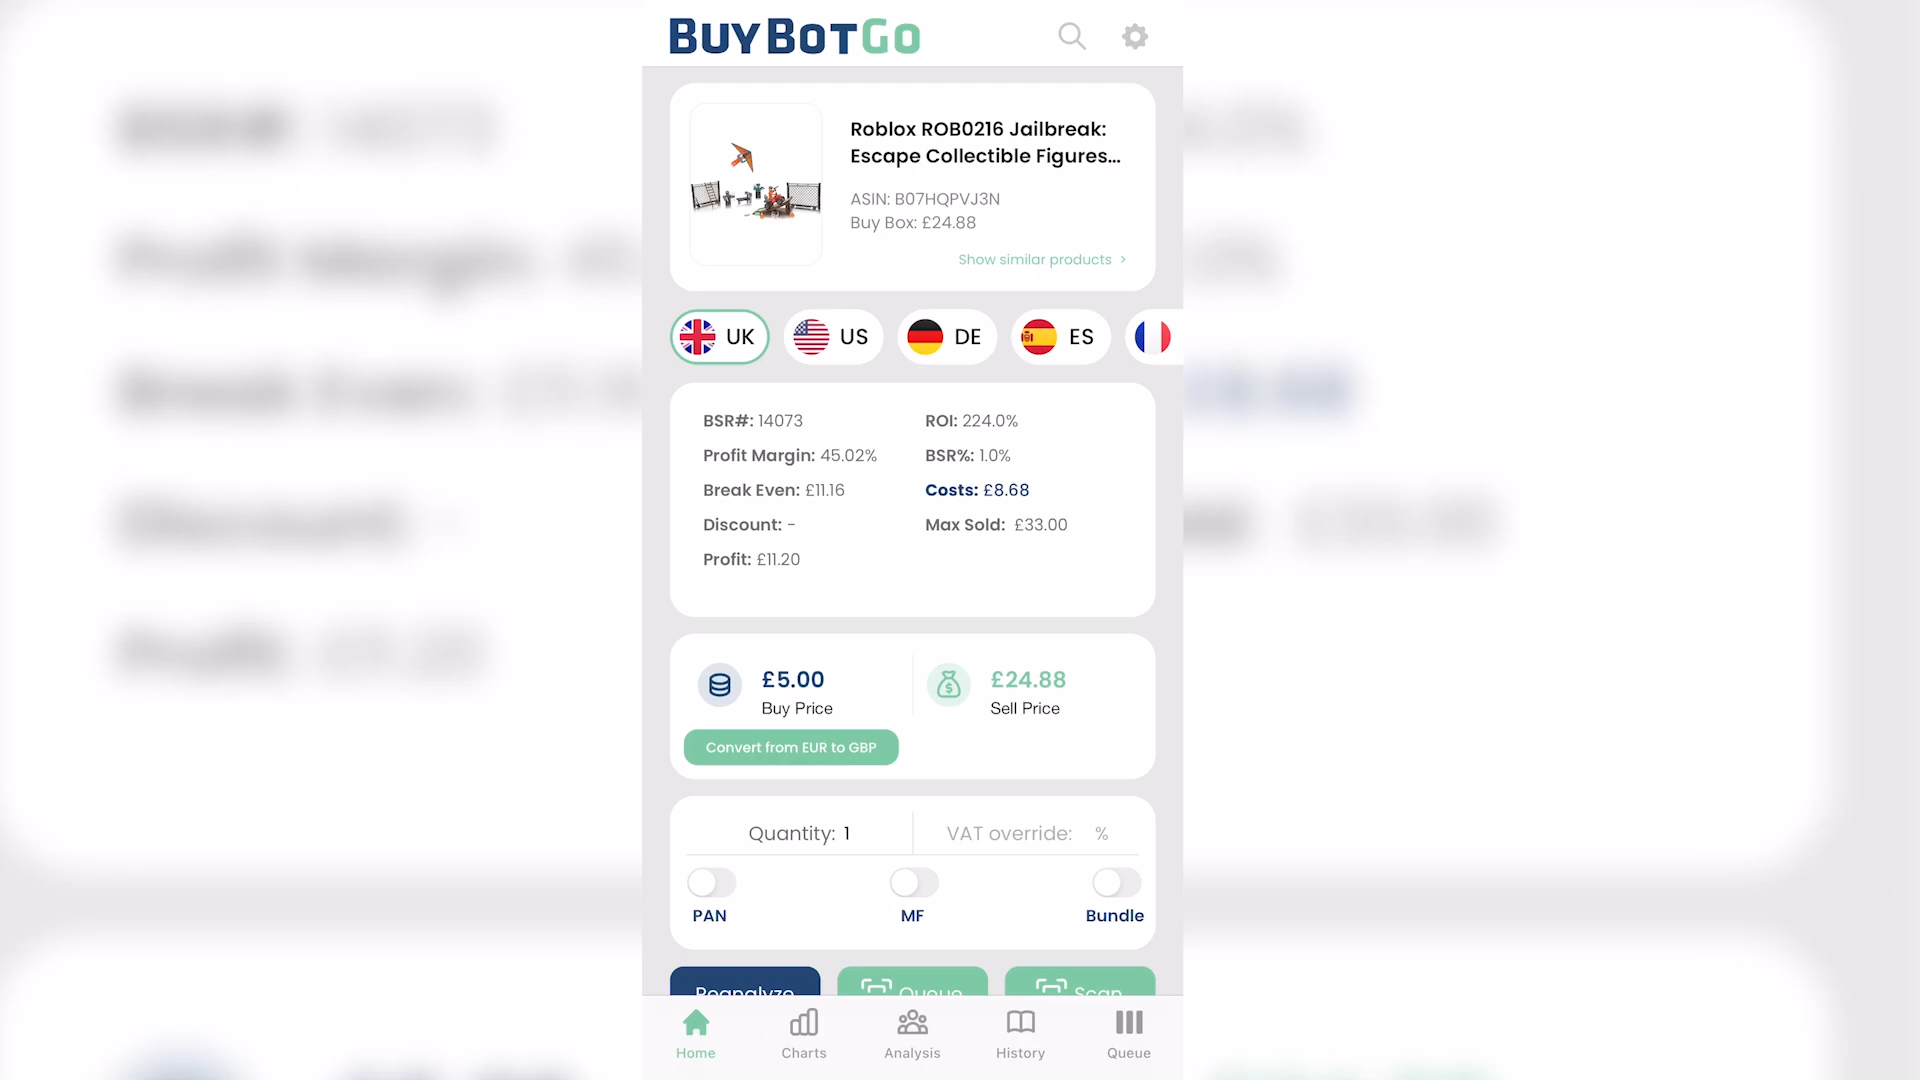 BUYBOTGO
Roblox ROB0216 Jailbreak:
Escape Collectible Figures...
ASIN: B07HQPVJ3N
Buy Box: £24.88
Show similar products >
UK
US
DE
ES
BSR#: 14073
ROI: 224.0%
Profit Margin: 45.02%
BSR%: 1.0%
Break Even: £11.16
Costs: £8.68
Discount: -
Max Sold: £33.00
Profit: £11.20
£5.00
£24.88
Buy Price
Sell Price
Convert from EUR to GBP
Quantity: 1
VAT override: %
PAN
MF
Bundle
Reanalyze
Queue
Scan
Home
Charts
Analysis
History
Queue